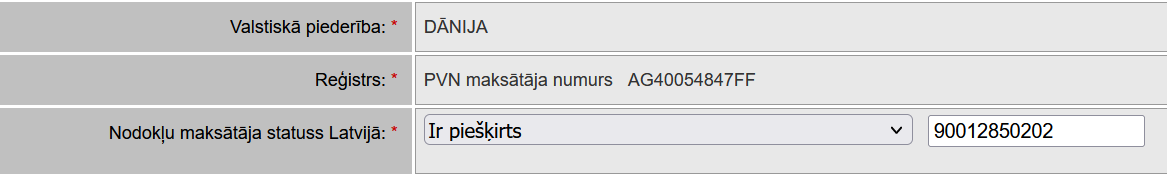 Valstiskā piederība: * DĀNIJA
Reģistrs: * PVN maksātāja numurs AG40054847FF
Nodokļu maksātāja statuss Latvijā: * Ir piešķirts 90012850202